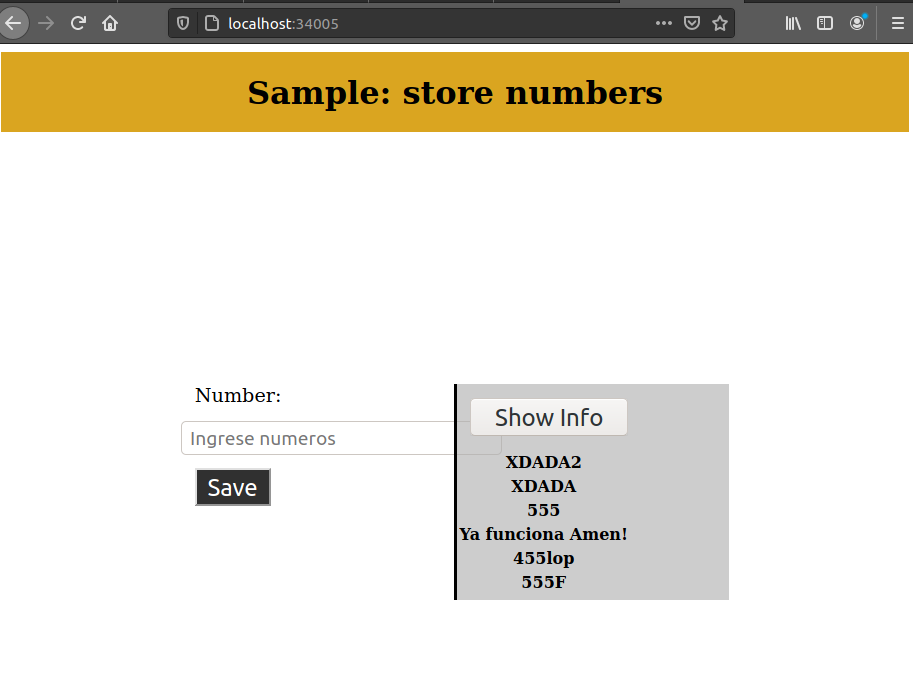 localhost:34005
Sample: store numbers
Number:
Ingrese numeros
Save
Show Info
XDADA2
XDADA
555
Ya funciona Amen!
455lop
555F